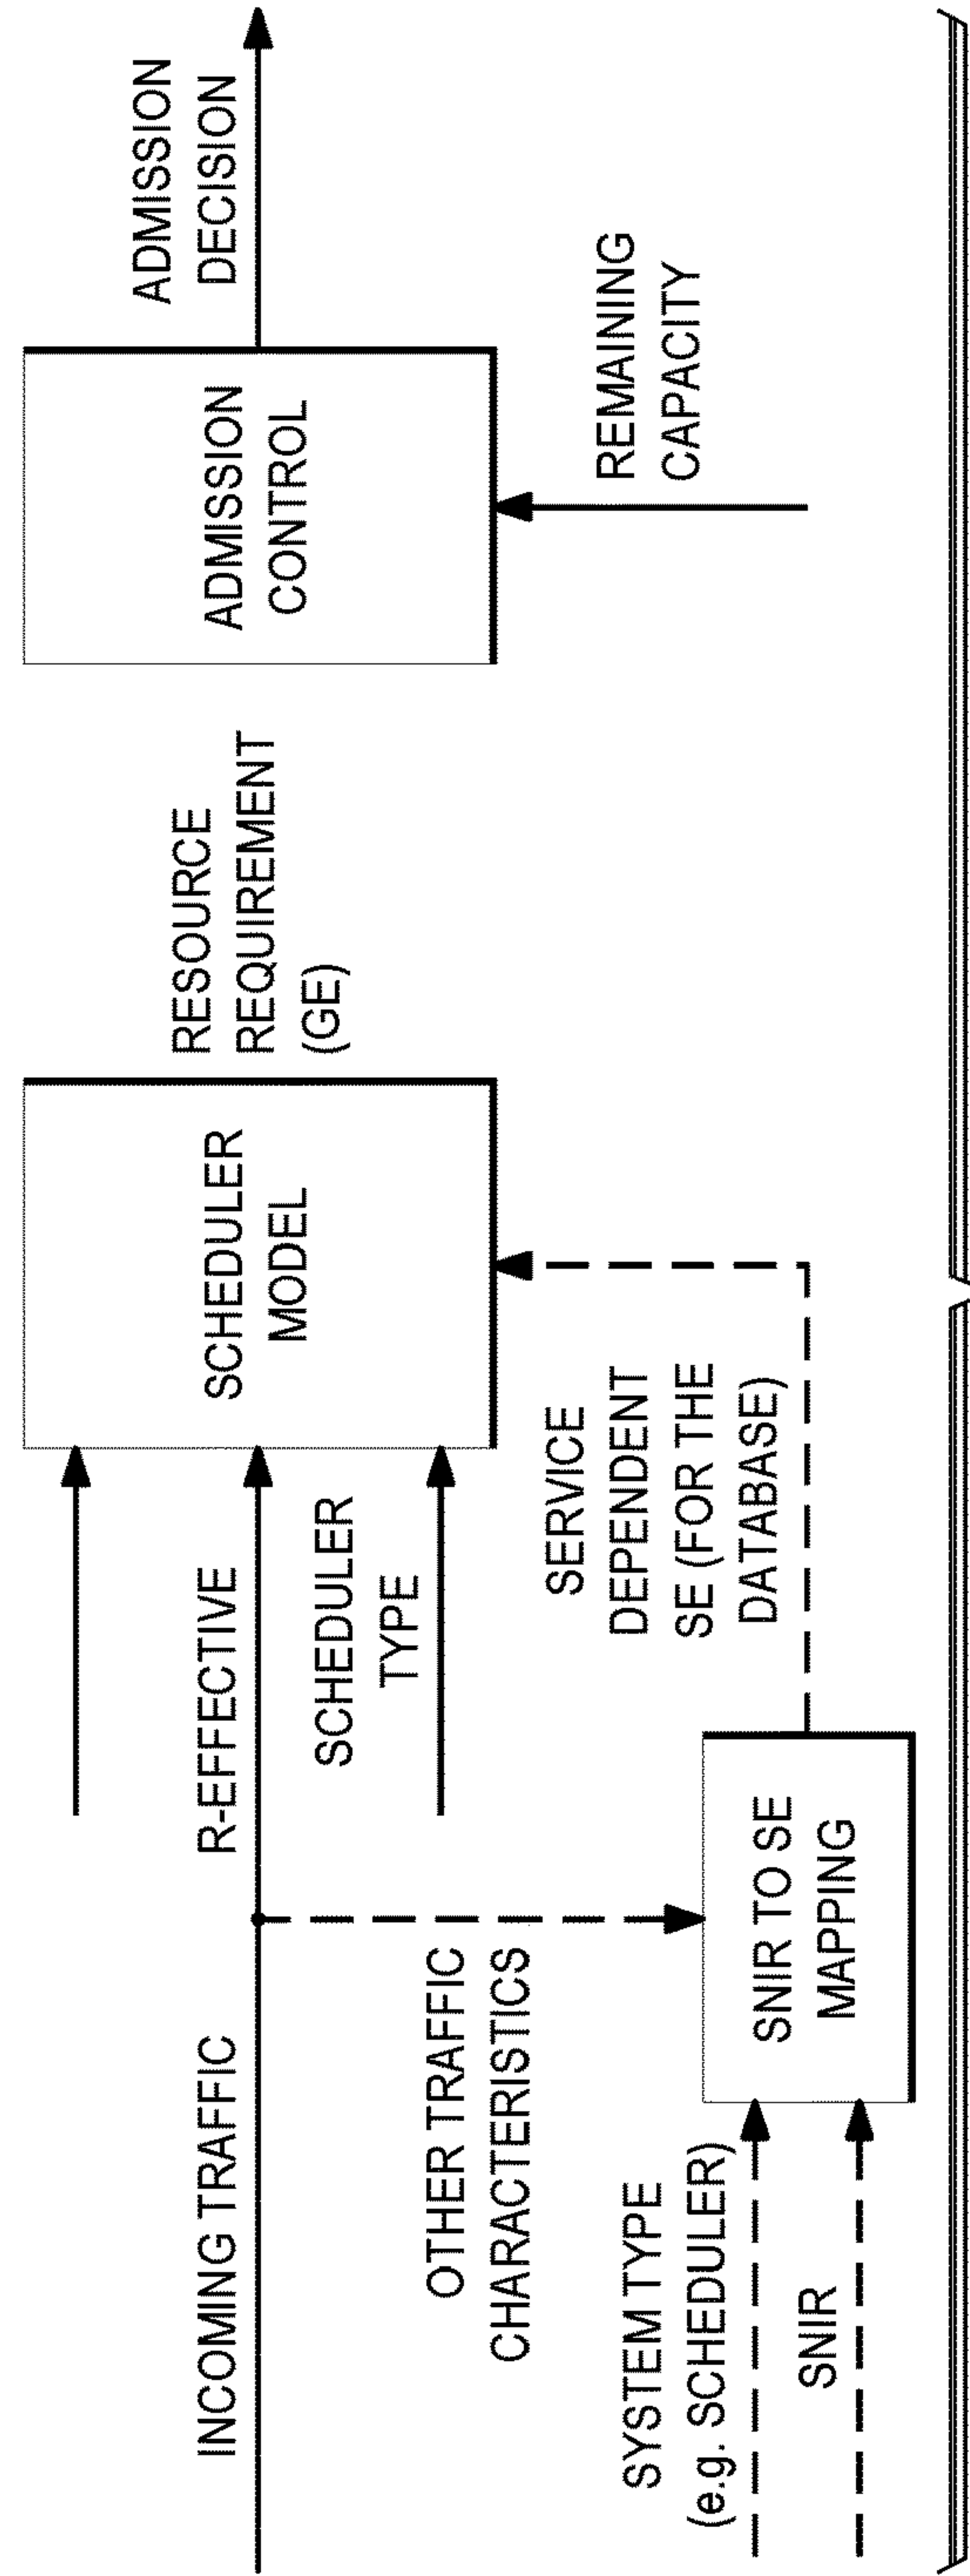 INCOMING TRAFFIC
R-EFFECTIVE
SCHEDULER
TYPE
SCHEDULER
MODEL
RESOURCE
REQUIREMENT
(GE)
ADMISSION
CONTROL
ADMISSION
DECISION
OTHER TRAFFIC
CHARACTERISTICS
SERVICE
DEPENDENT
SE (FOR THE
DATABASE)
REMAINING
CAPACITY
SYSTEM TYPE
(e.g. SCHEDULER)
SNIR
SNIR TO SE
MAPPING